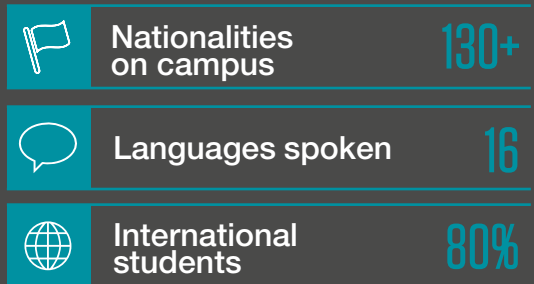 Nationalities
on campus
130+
Languages spoken
16
International
students
80%